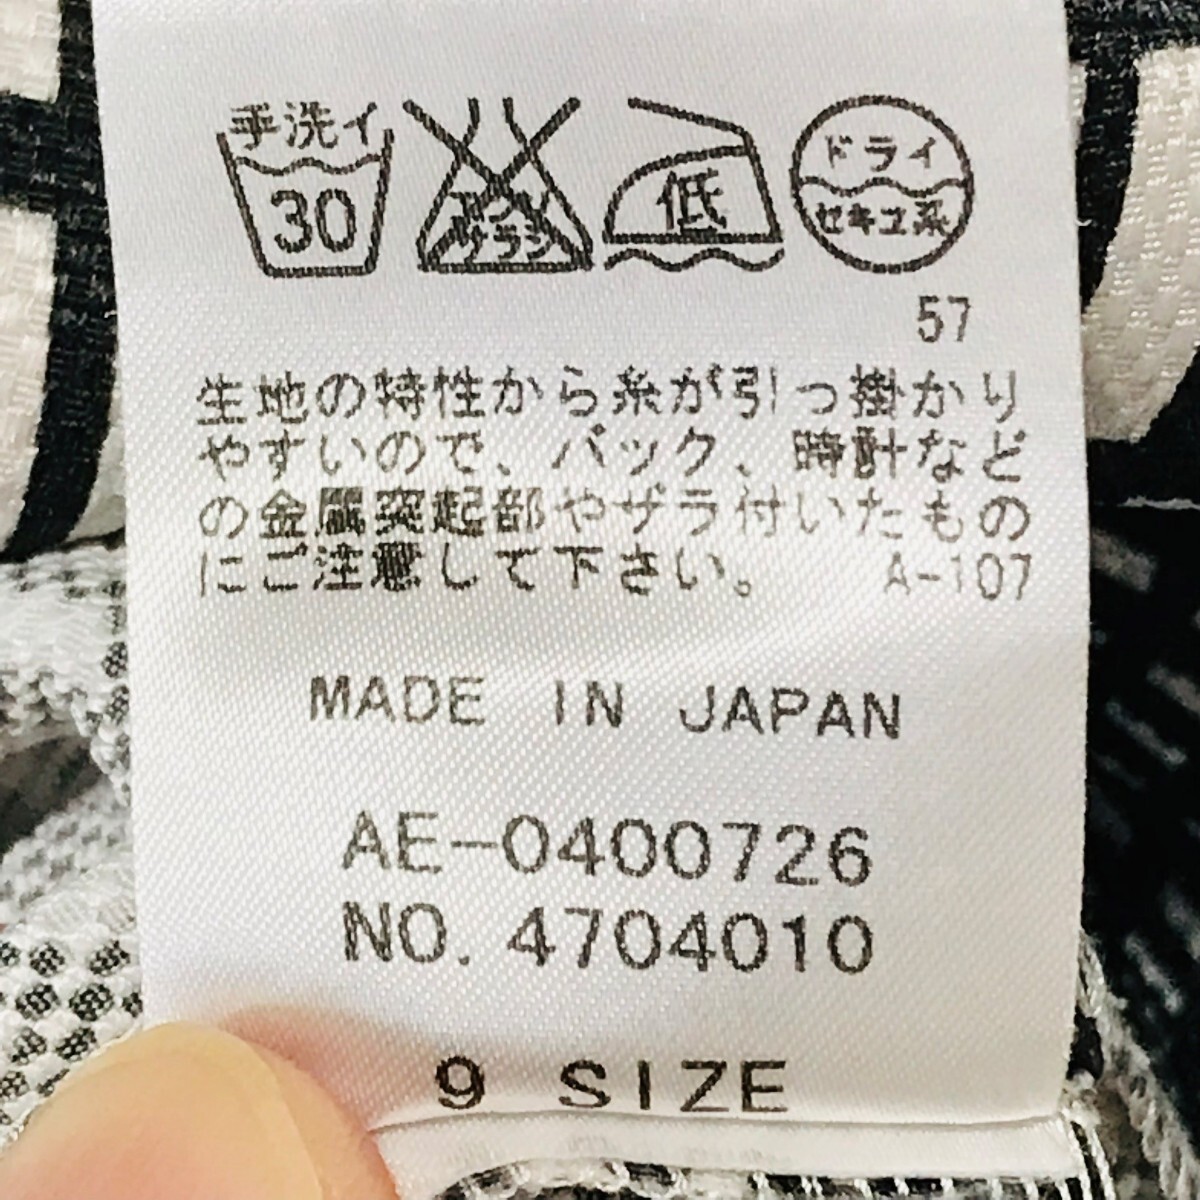 手洗イ
30
エンソ
サラシ
低
ドライ
セキユ系
57
生地の特性から糸が引っ掛かり
やすいので、バック、時計など
の金属突起部やザラ付いたもの
にご注意して下さい。 A-107
MADE IN JAPAN
AE-0400726
NO. 4704010
9 SIZE